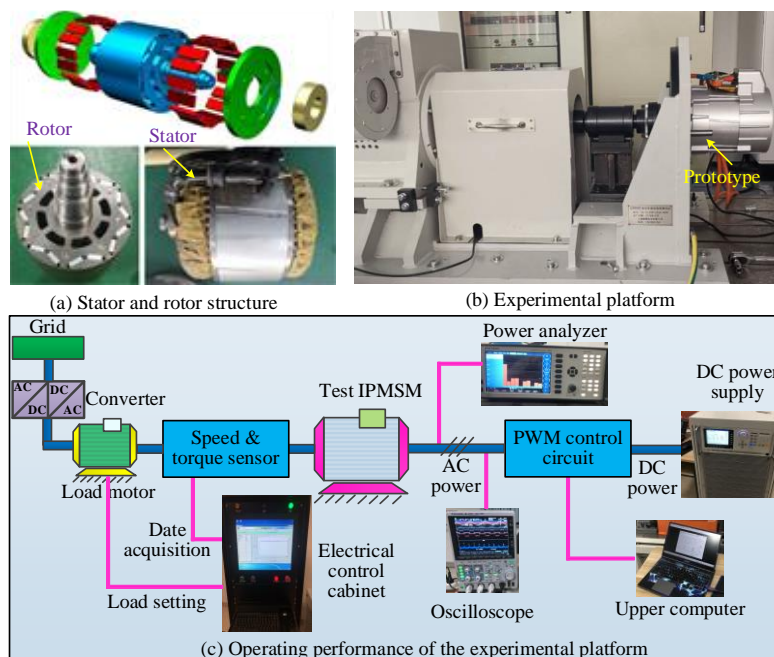 Rotor
Stator
Prototype
(a) Stator and rotor structure
(b) Experimental platform
Grid
Power analyzer
AC
DC
DC
AC
Converter
Test IPMSM
DC power
supply
Speed &
torque sensor
PWM control
circuit
AC
power
DC
power
Load motor
Date
acquisition
Electrical
control
cabinet
Load setting
Oscilloscope
Upper computer
(c) Operating performance of the experimental platform